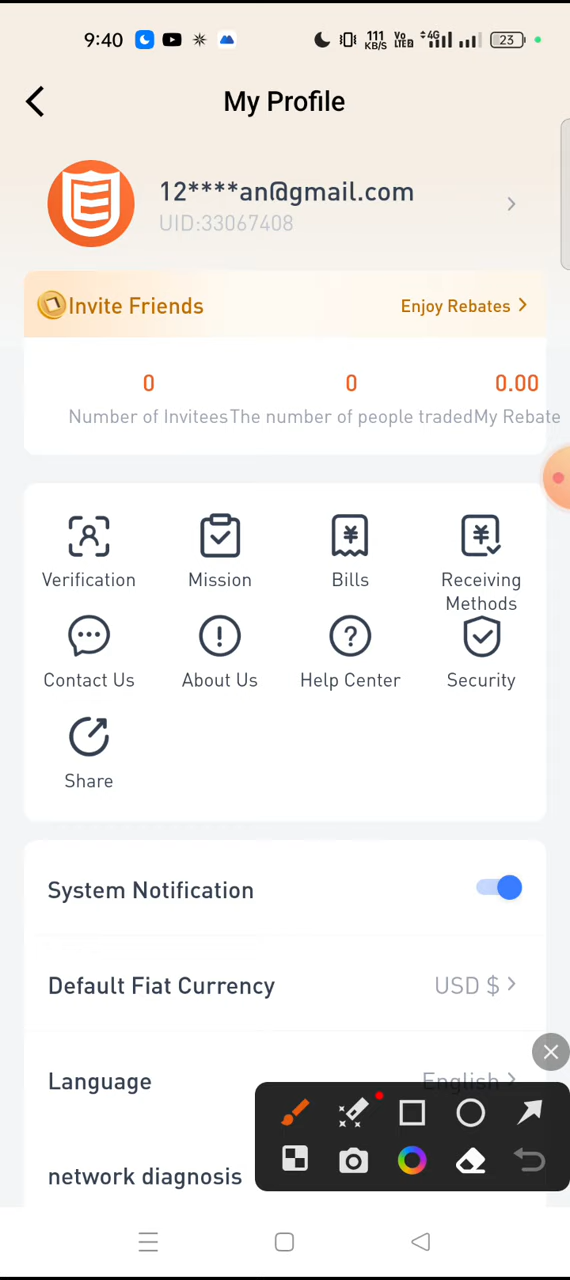 9:40 111 KB/S Vo LTE 4G 23
My Profile
12****an@gmail.com
UID:33067408
Invite Friends Enjoy Rebates
0 0 0.00
Number of Invitees The number of people traded My Rebate
Verification Mission Bills Receiving Methods
Contact Us About Us Help Center Security
Share
System Notification
Default Fiat Currency USD $
Language English
network diagnosis